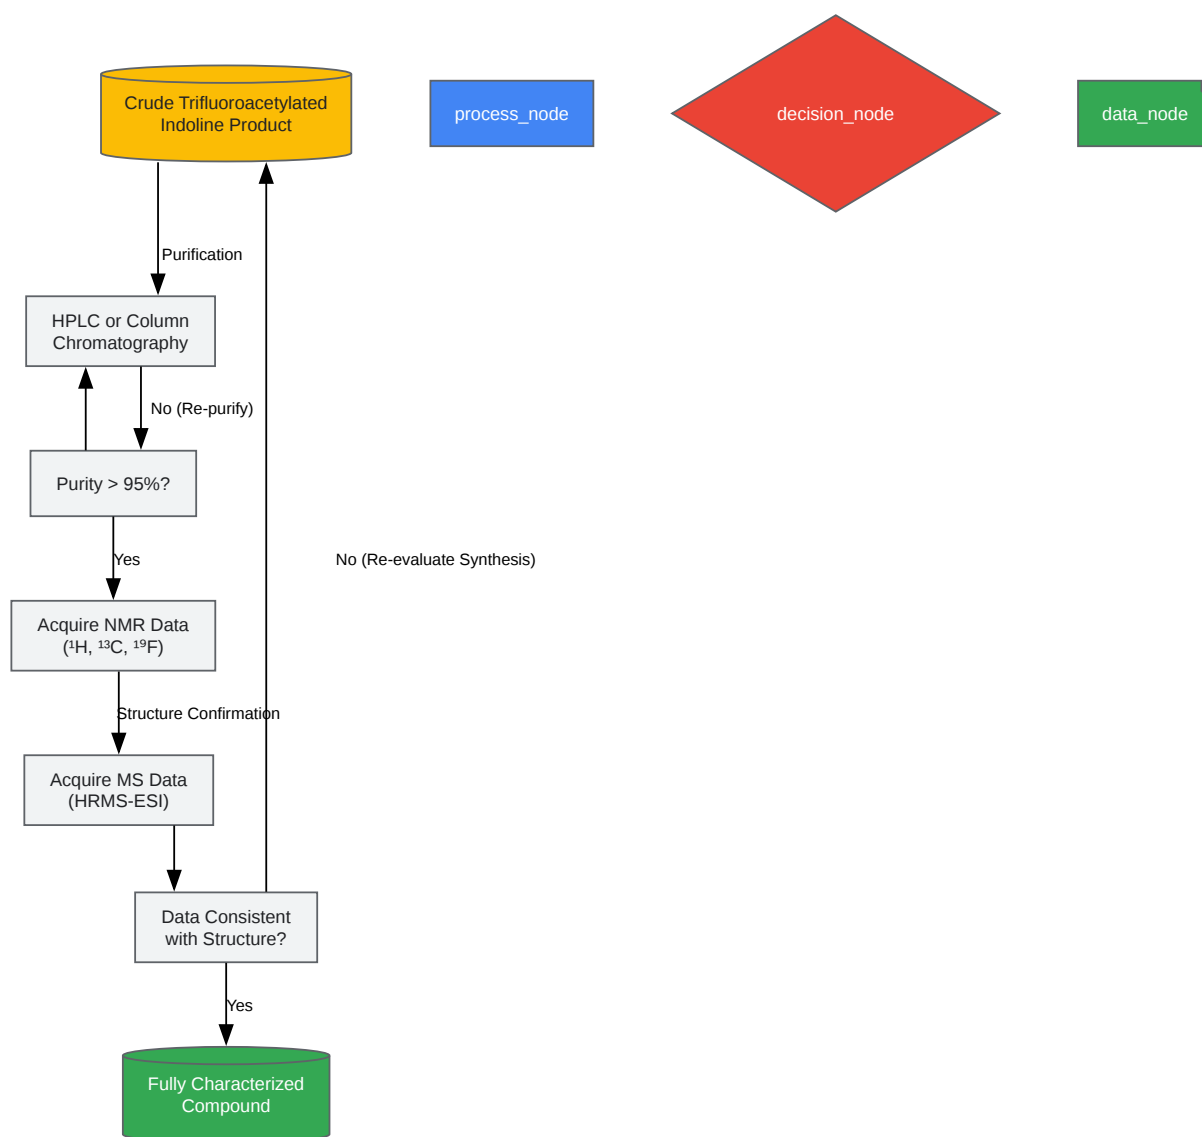 Crude Trifluoroacetylated
Indoline Product
process_node
decision_node
data_node
Purification
HPLC or Column
Chromatography
No (Re-purify)
Purity > 95%?
Yes
No (Re-evaluate Synthesis)
Acquire NMR Data
(¹H, ¹³C, ¹⁹F)
Structure Confirmation
Acquire MS Data
(HRMS-ESI)
Data Consistent
with Structure?
Yes
Fully Characterized
Compound